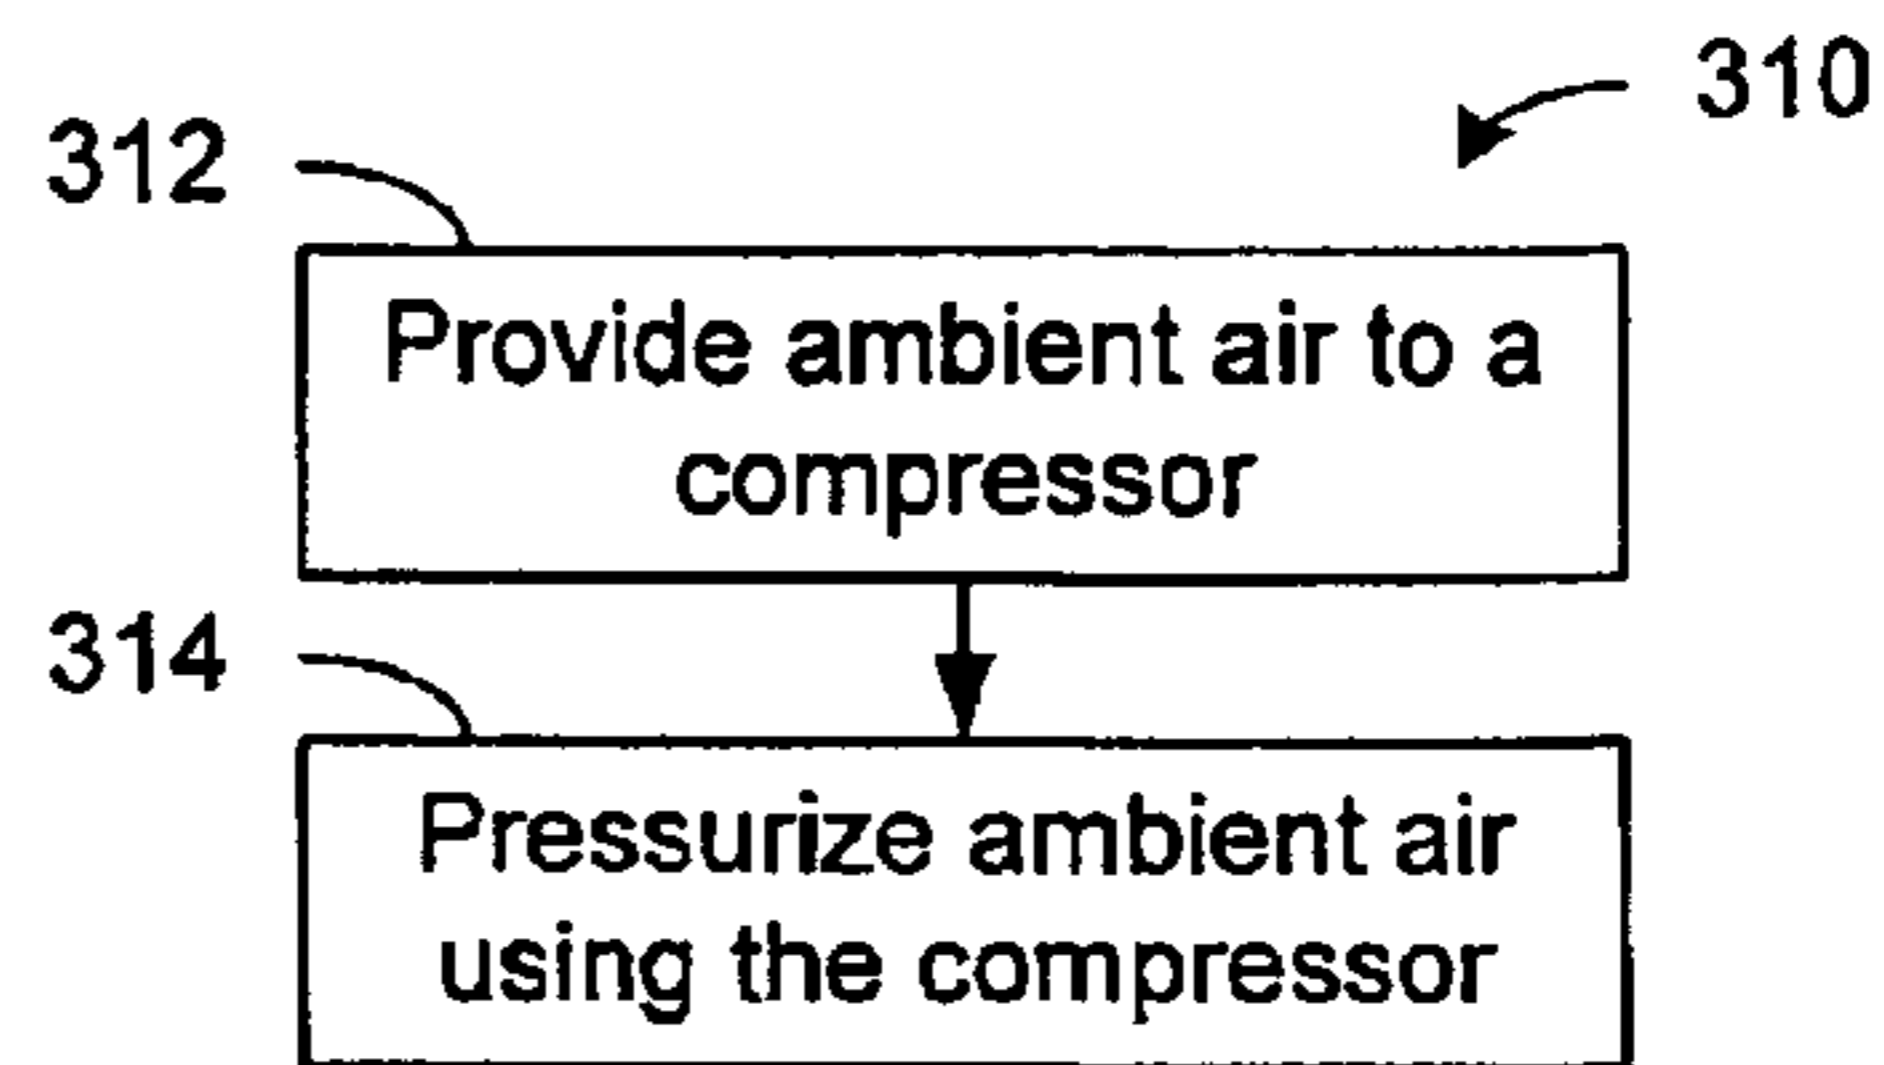 310
312
Provide ambient air to a
compressor
314
Pressurize ambient air
using the compressor